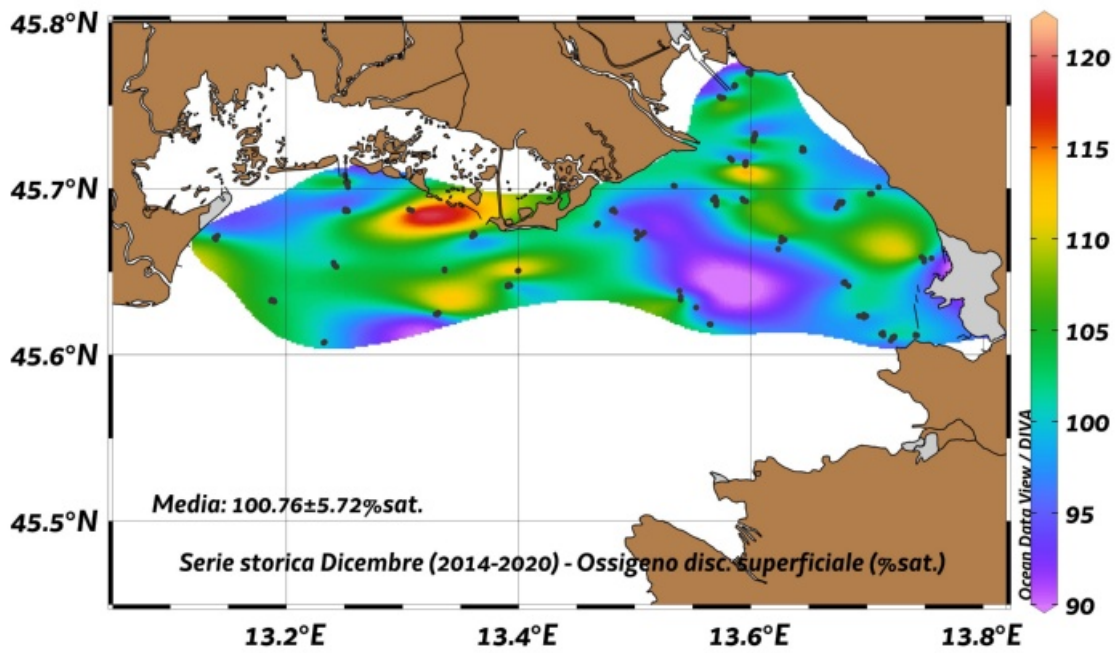 45.8°N
45.7°N
45.6°N
45.5°N
13.2°E
13.4°E
13.6°E
13.8°E
Media: 100.76±5.72%sat.
Serie storica Dicembre (2014-2020) - Ossigeno disc. superficiale (%sat.)
Ocean Data View / DIVA
120
115
110
105
100
95
90